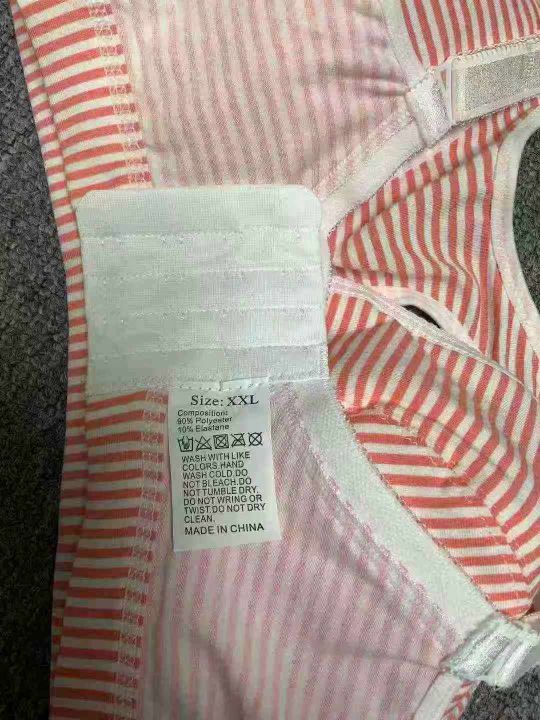 Size: XXL
Composition:
90% Polyester
10% Elastane
WASH WITH LIKE
COLORS.HAND
WASH COLD.DO
NOT BLEACH.DO
NOT TUMBLE DRY.
DO NOT WRING OR
TWIST.DO NOT DRY
CLEAN.
MADE IN CHINA